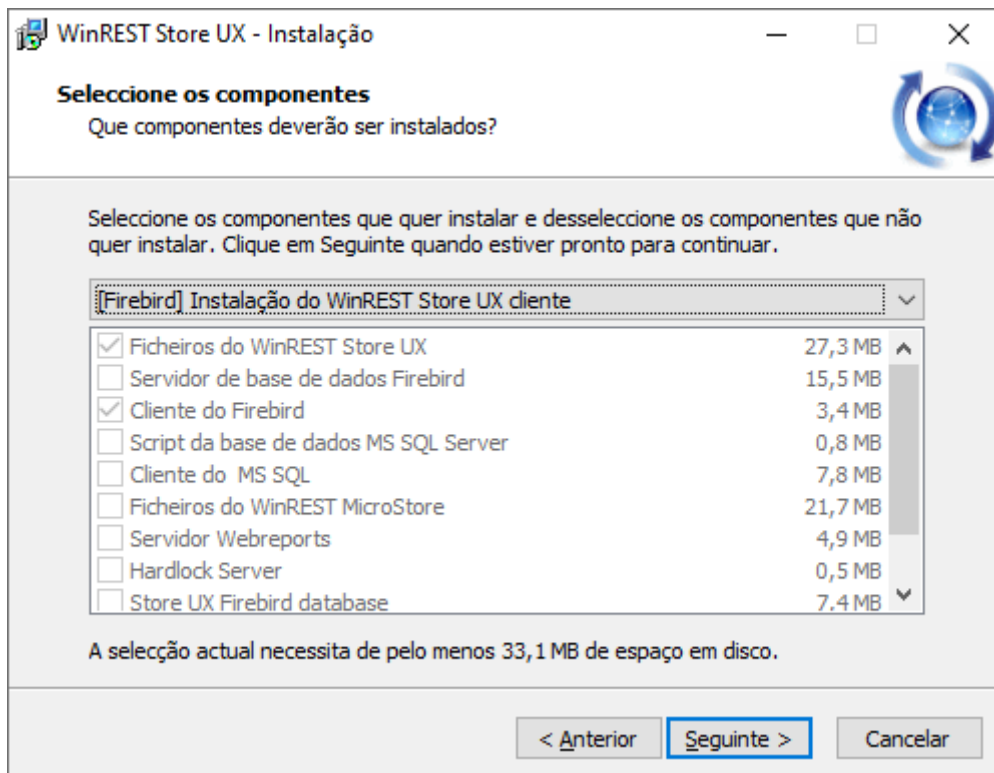 WinREST Store UX - Instalação
Seleccione os componentes
Que componentes deverão ser instalados?
Seleccione os componentes que quer instalar e desseleccione os componentes que não
quer instalar. Clique em Seguinte quando estiver pronto para continuar.
[Firebird] Instalação do WinREST Store UX cliente
Ficheiros do WinREST Store UX 27,3 MB
Servidor de base de dados Firebird 15,5 MB
Cliente do Firebird 3,4 MB
Script da base de dados MS SQL Server 0,8 MB
Cliente do  MS SQL 7,8 MB
Ficheiros do WinREST MicroStore 21,7 MB
Servidor Webreports 4,9 MB
Hardlock Server 0,5 MB
Store UX Firebird database 7,4 MB
A selecção actual necessita de pelo menos 33,1 MB de espaço em disco.
< Anterior Seguinte > Cancelar